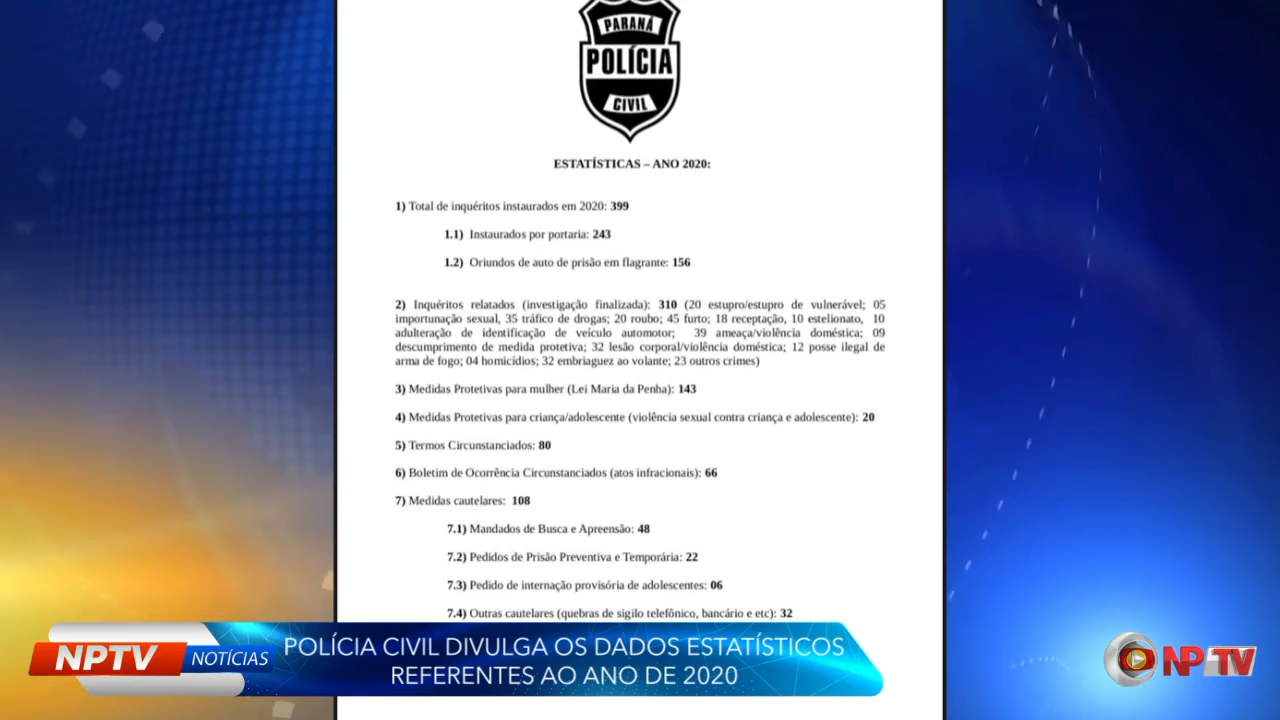 PARANÁ
POLÍCIA
CIVIL
ESTATÍSTICAS – ANO 2020:
1) Total de inquéritos instaurados em 2020: 399
1.1) Instaurados por portaria: 243
1.2) Oriundos de auto de prisão em flagrante: 156
2) Inquéritos relatados (investigação finalizada): 310 (20 estupro/estupro de vulnerável; 05
importunação sexual, 35 tráfico de drogas; 20 roubo; 45 furto; 18 receptação, 10 estelionato, 10
adulteração de identificação de veículo automotor; 39 ameaça/violência doméstica; 09
descumprimento de medida protetiva; 32 lesão corporal/violência doméstica; 12 posse ilegal de
arma de fogo; 04 homicídios; 32 embriaguez ao volante; 23 outros crimes)
3) Medidas Protetivas para mulher (Lei Maria da Penha): 143
4) Medidas Protetivas para criança/adolescente (violência sexual contra criança e adolescente): 20
5) Termos Circunstanciados: 80
6) Boletim de Ocorrência Circunstanciados (atos infracionais): 66
7) Medidas cautelares: 108
7.1) Mandados de Busca e Apreensão: 48
7.2) Pedidos de Prisão Preventiva e Temporária: 22
7.3) Pedido de internação provisória de adolescentes: 06
7.4) Outras cautelares (quebras de sigilo telefônico, bancário e etc): 32
NPTV NOTÍCIAS
POLÍCIA CIVIL DIVULGA OS DADOS ESTATÍSTICOS
REFERENTES AO ANO DE 2020
NPTV